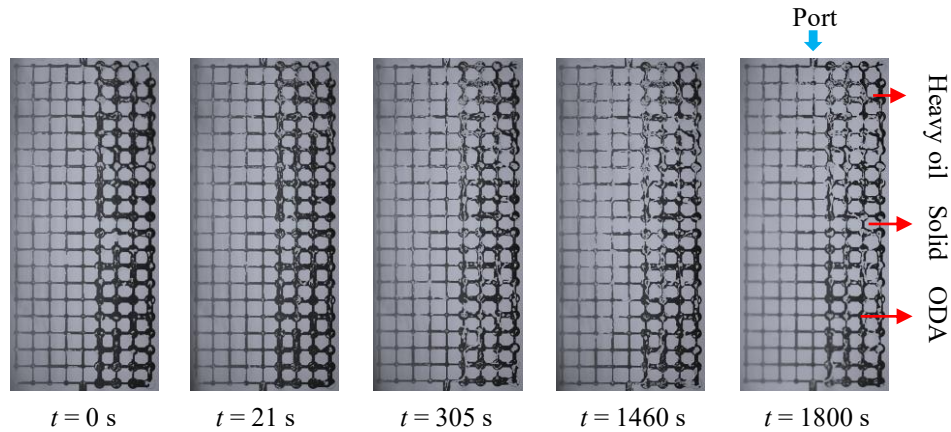 Port
Heavy oil
Solid
ODA
t = 0 s
t = 21 s
t = 305 s
t = 1460 s
t = 1800 s